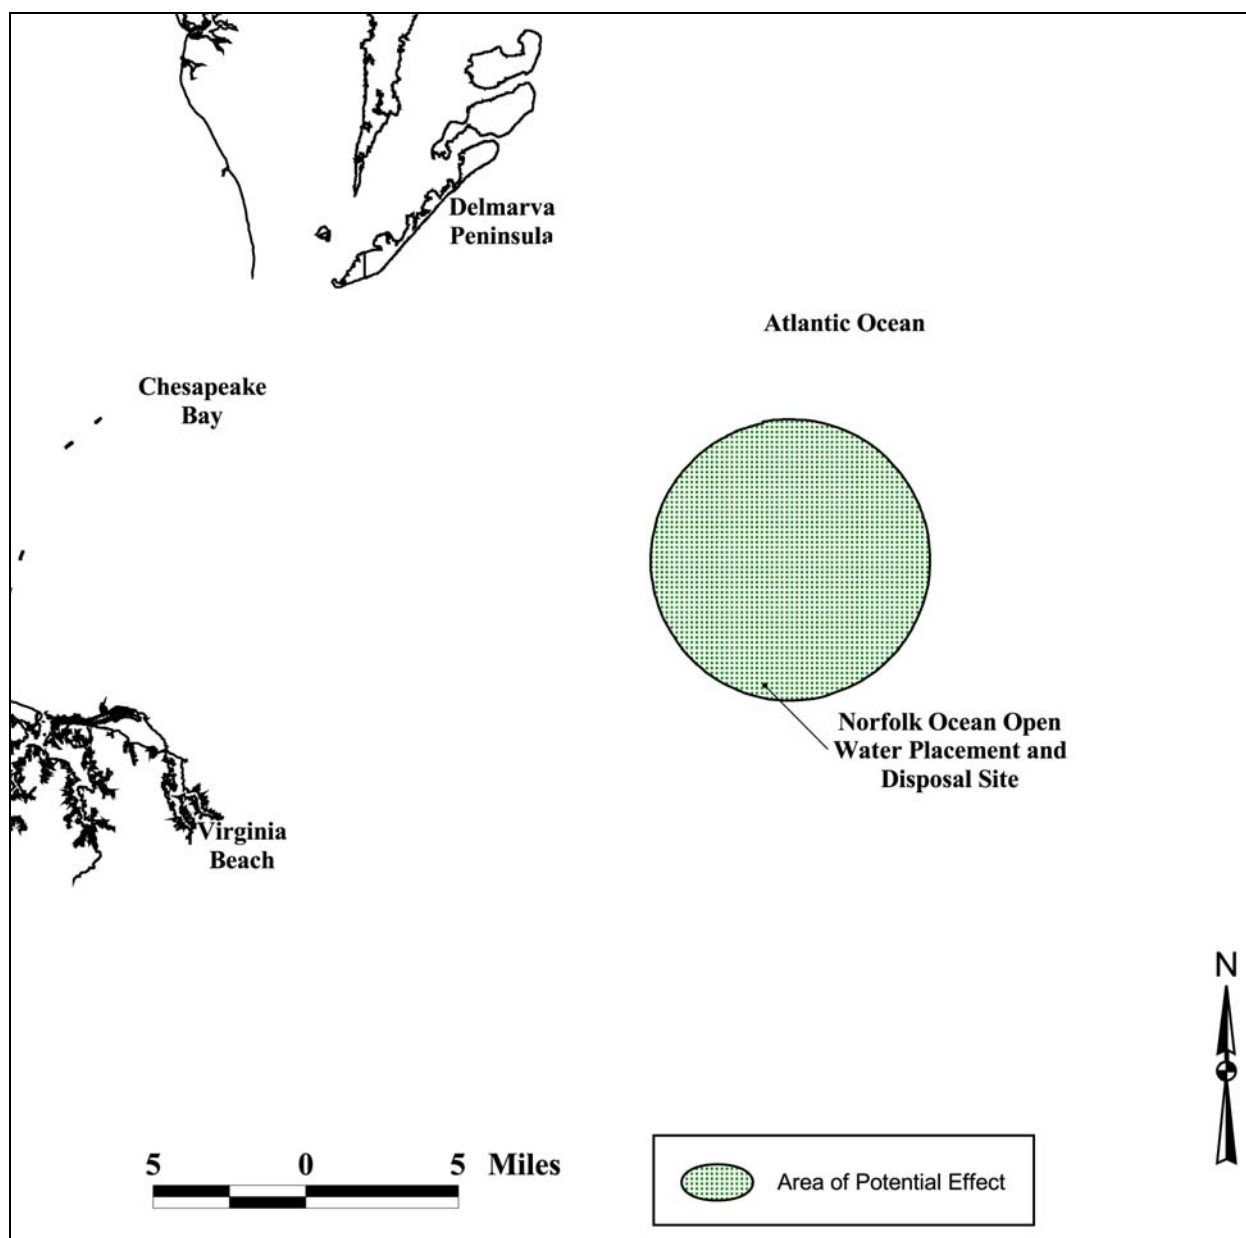 Delmarva
Peninsula
Atlantic Ocean
Chesapeake
Bay
Norfolk Ocean Open
Water Placement and
Disposal Site
Virginia
Beach
N
5 0 5 Miles
Area of Potential Effect